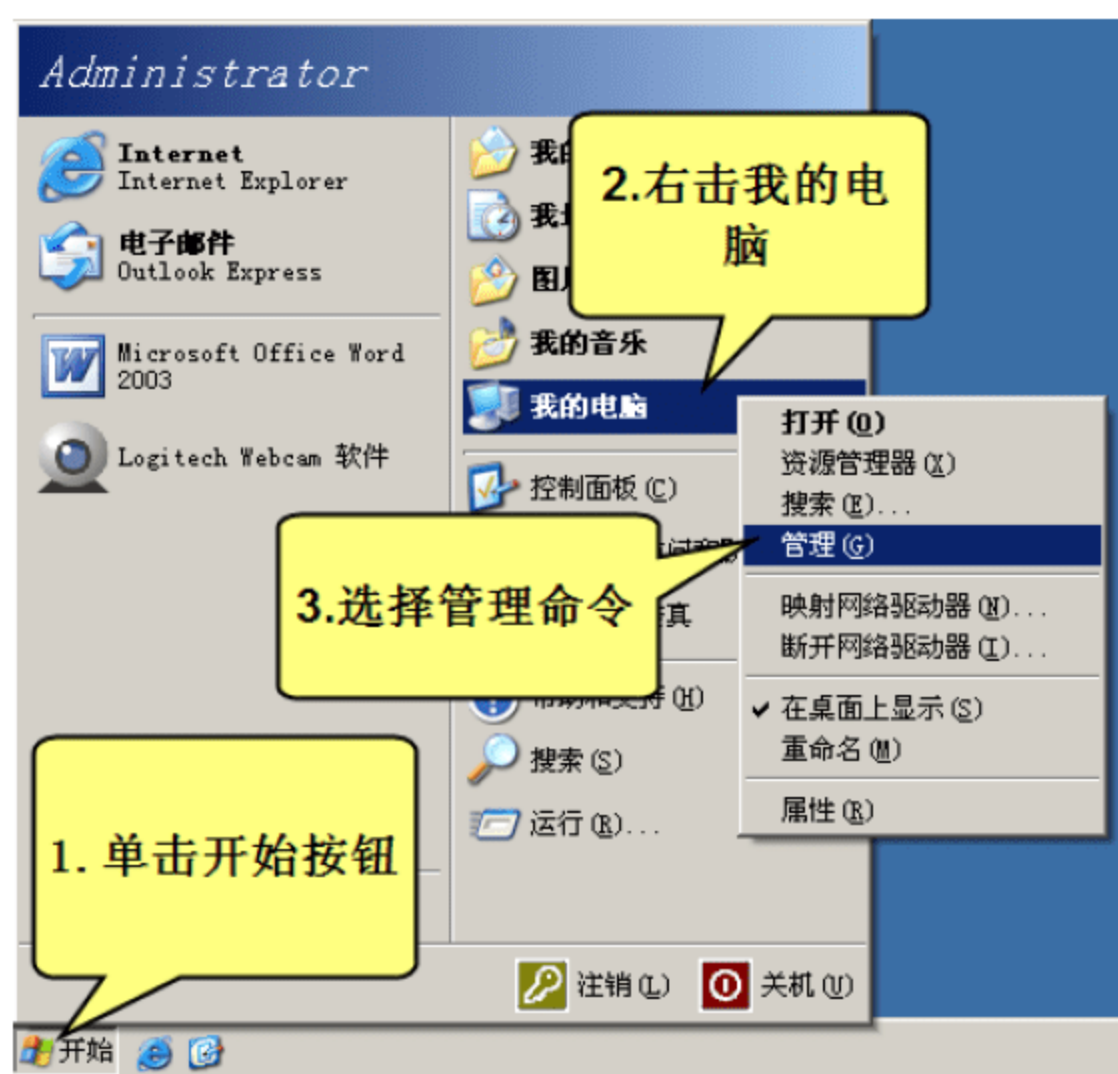 Administrator
Internet
Internet Explorer
电子邮件
Outlook Express
Microsoft Office Word
2003
Logitech Webcam 软件
2.右击我的电
脑
我的音乐
我的电脑
控制面板(C)
3.选择管理命令
(H)
搜索(S)
运行(R)...
打开(O)
资源管理器(X)
搜索(E)...
管理(G)
映射网络驱动器(N)...
断开网络驱动器(I)...
在桌面上显示(S)
重命名(M)
属性(R)
1. 单击开始按钮
注销(L)
关机(U)
开始